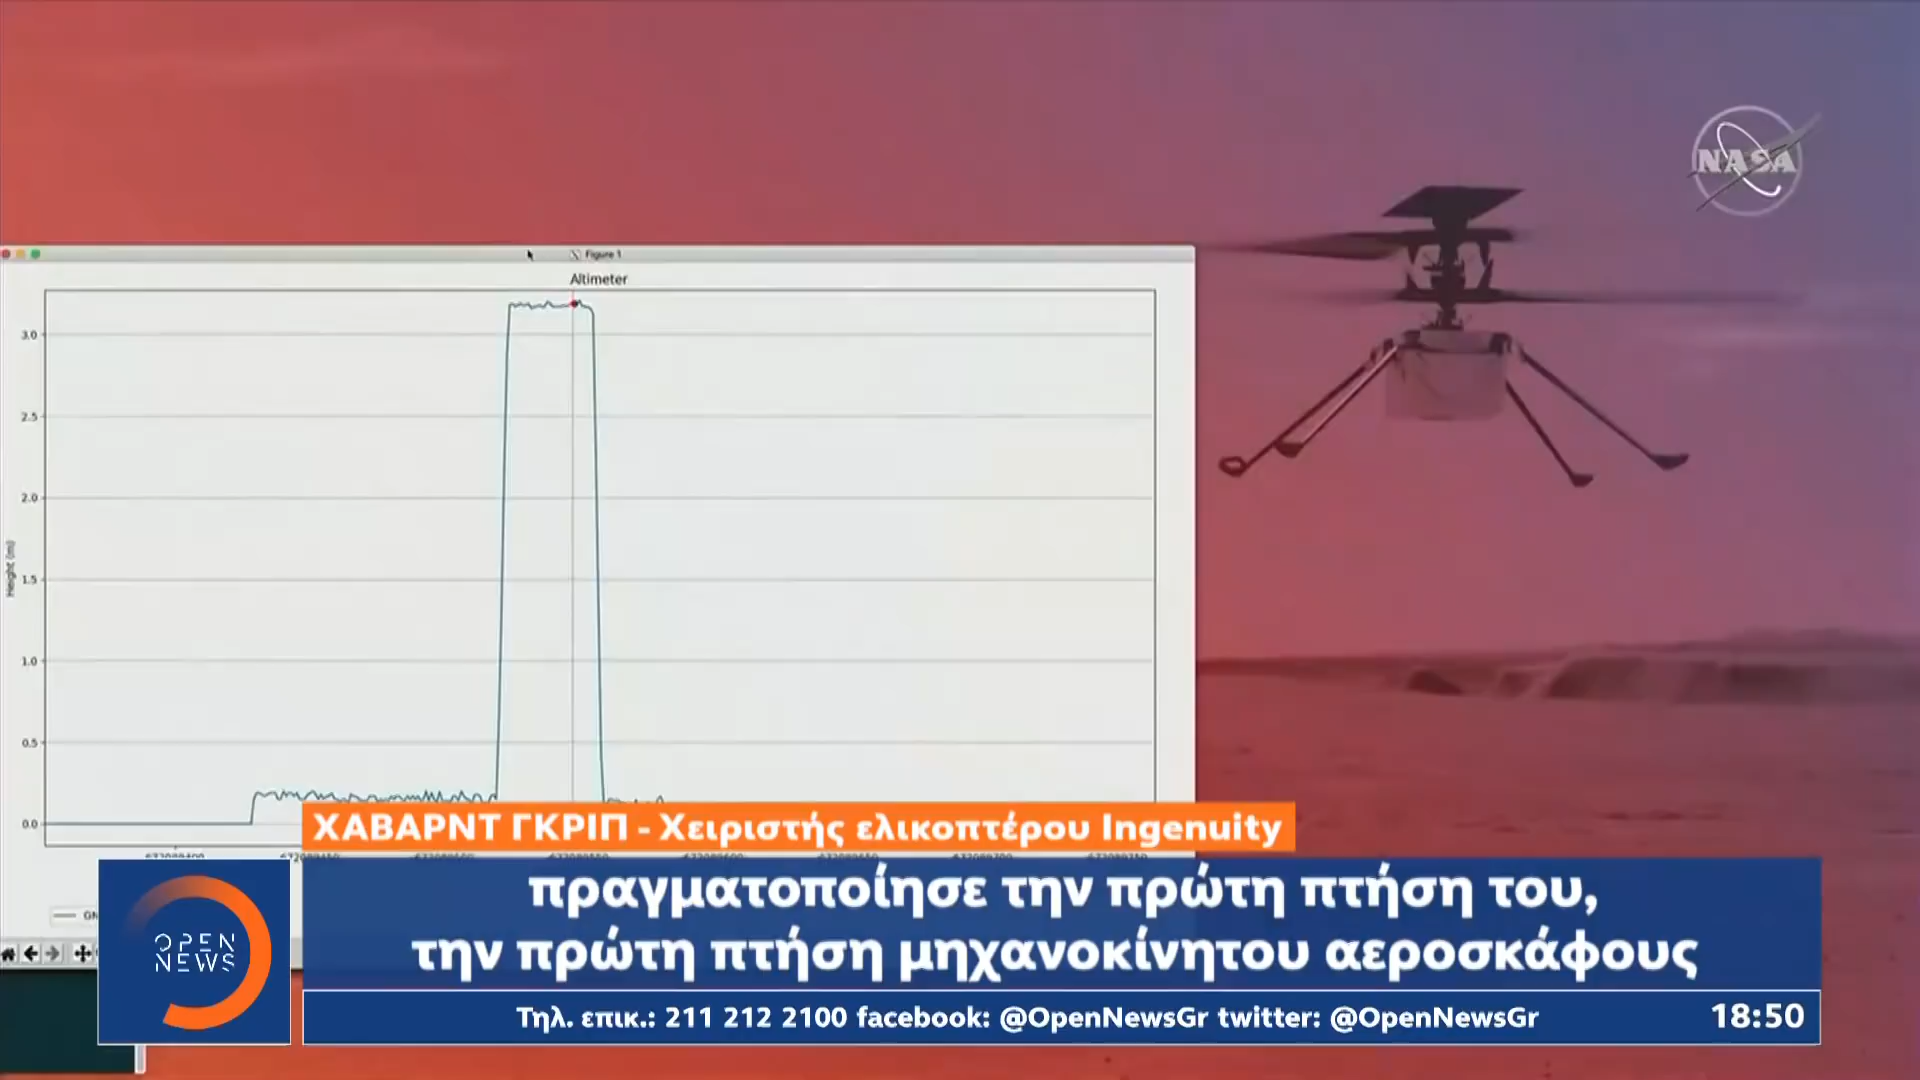 NASA
Figure 1
Altimeter
3.0
2.5
2.0
1.5
1.0
0.5
0.0
Height (m)
ΧΑΒΑΡΝΤ ΓΚΡΙΠ - Χειριστής ελικοπτέρου Ingenuity
πραγματοποίησε την πρώτη πτήση του,
την πρώτη πτήση μηχανοκίνητου αεροσκάφους
OPEN
NEWS
Τηλ. επικ.: 211 212 2100 facebook: @OpenNewsGr twitter: @OpenNewsGr
18:50